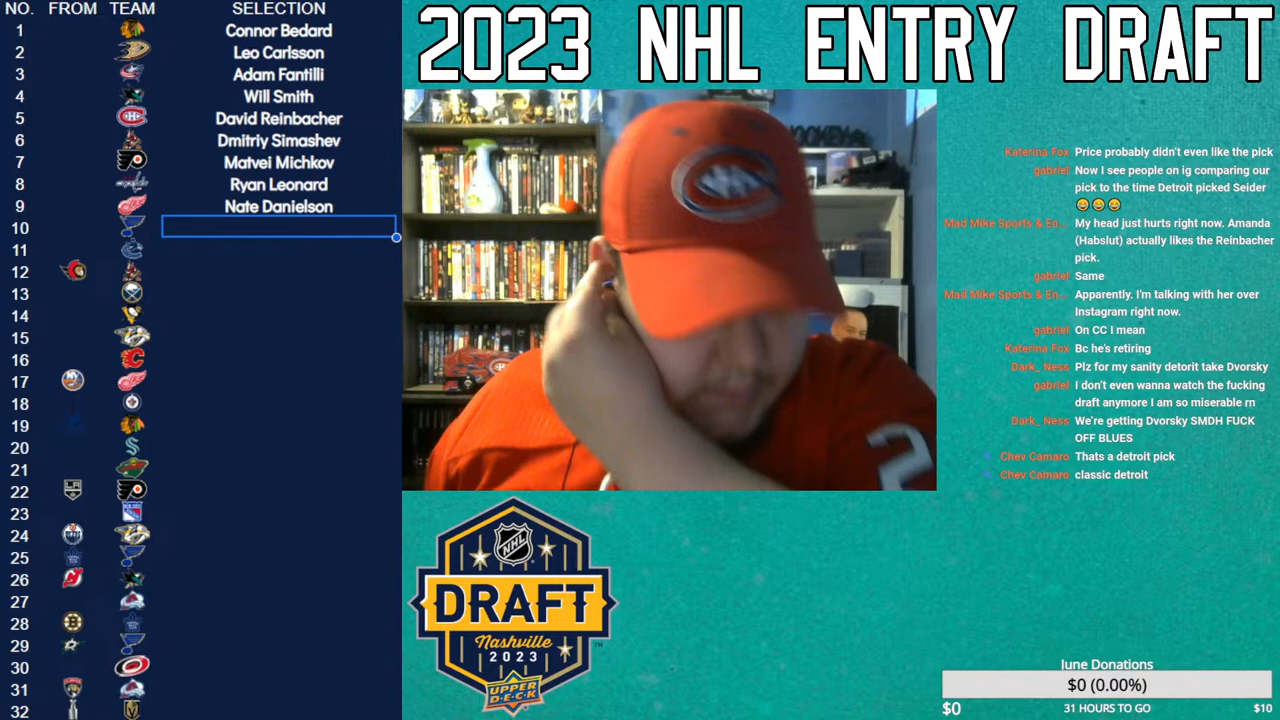 2023 NHL ENTRY DRAFT
NO. FROM TEAM SELECTION
1 Connor Bedard
2 Leo Carlsson
3 Adam Fantilli
4 Will Smith
5 David Reinbacher
6 Dmitriy Simashev
7 Matvei Michkov
8 Ryan Leonard
9 Nate Danielson
10
11
12
13
14
15
16
17
18
19
20
21
22
23
24
25
26
27
28
29
30
31
32
HOCKEY
Katerina Fox Price probably didn't even like the pick
gabriel Now I see people on ig comparing our
pick to the time Detroit picked Seider
😂😂😂
Mad Mike Sports & En... My head just hurts right now. Amanda
(Habslut) actually likes the Reinbacher
pick.
gabriel Same
Mad Mike Sports & En... Apparently. I'm talking with her over
Instagram right now.
gabriel On CC I mean
Katerina Fox Bc he's retiring
Dark_ Ness Plz for my sanity detorit take Dvorsky
gabriel I don't even wanna watch the fucking
draft anymore I am so miserable rn
Dark_ Ness We're getting Dvorsky SMDH FUCK
OFF BLUES
Chev Camaro Thats a detroit pick
Chev Camaro classic detroit
NHL
DRAFT
Nashville
2023
UPPER
DECK
June Donations
$0 (0.00%)
$0 31 HOURS TO GO $10